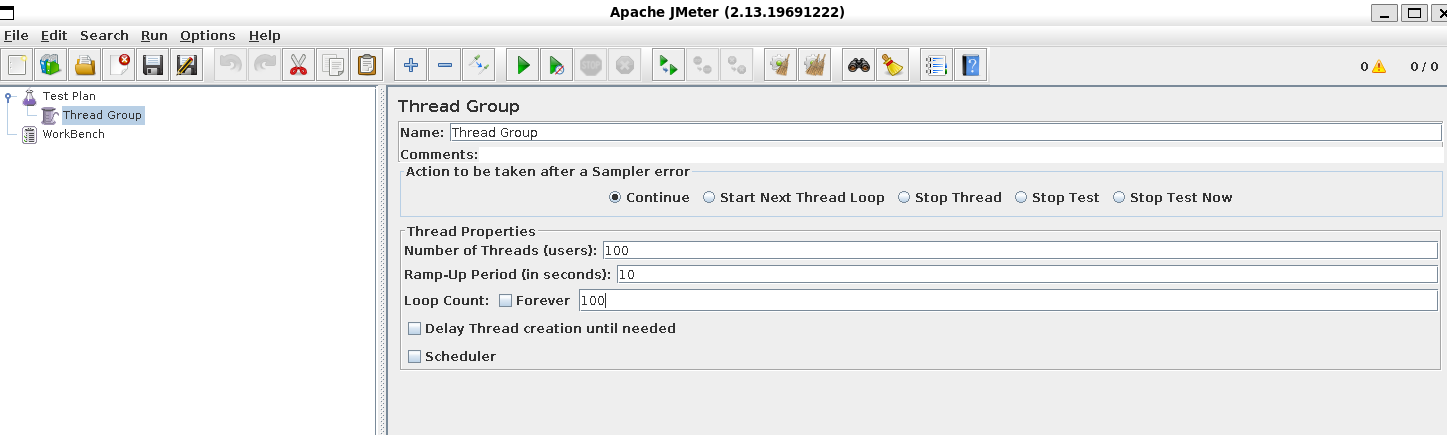 Apache JMeter (2.13.19691222)
File Edit Search Run Options Help
0 0 / 0
Test Plan
Thread Group
WorkBench
Thread Group
Name: Thread Group
Comments:
Action to be taken after a Sampler error
Continue Start Next Thread Loop Stop Thread Stop Test Stop Test Now
Thread Properties
Number of Threads (users): 100
Ramp-Up Period (in seconds): 10
Loop Count: Forever 100
Delay Thread creation until needed
Scheduler